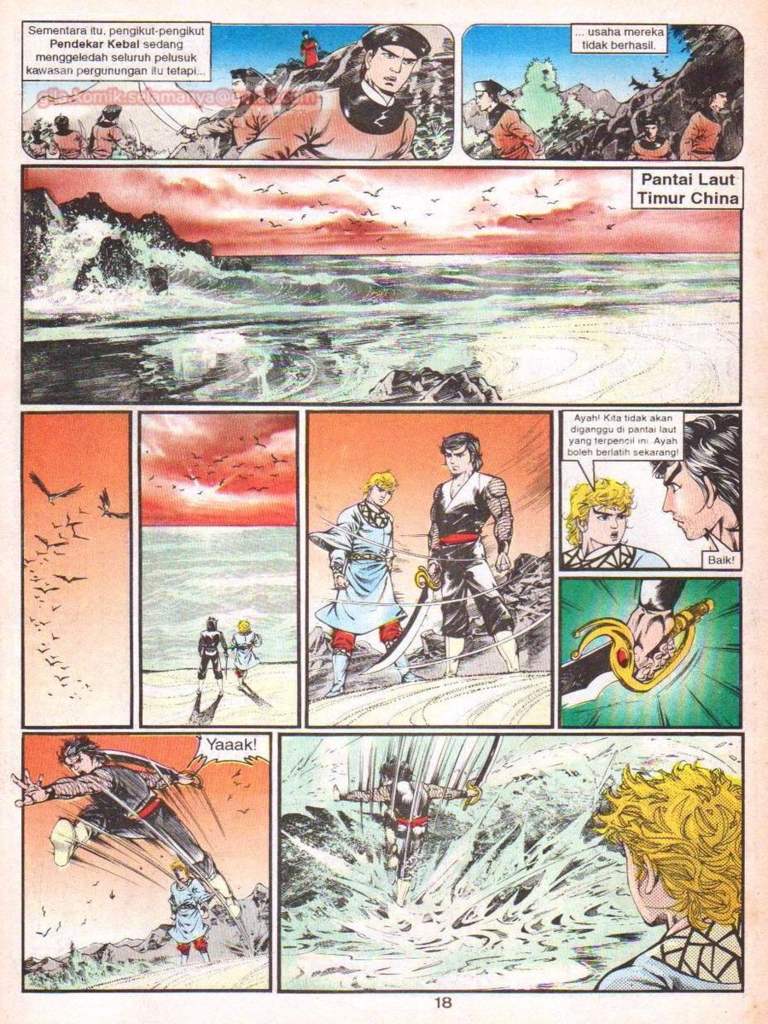 Sementara itu, pengikut-pengikut
Pendekar Kebal sedang
menggeledah seluruh pelusuk
kawasan pergunungan itu tetapi...
... usaha mereka
tidak berhasil.
Pantai Laut
Timur China
Ayah! Kita tidak akan
diganggu di pantai laut
yang terpencil ini. Ayah
boleh berlatih sekarang!
Baik!
Yaaak!
18